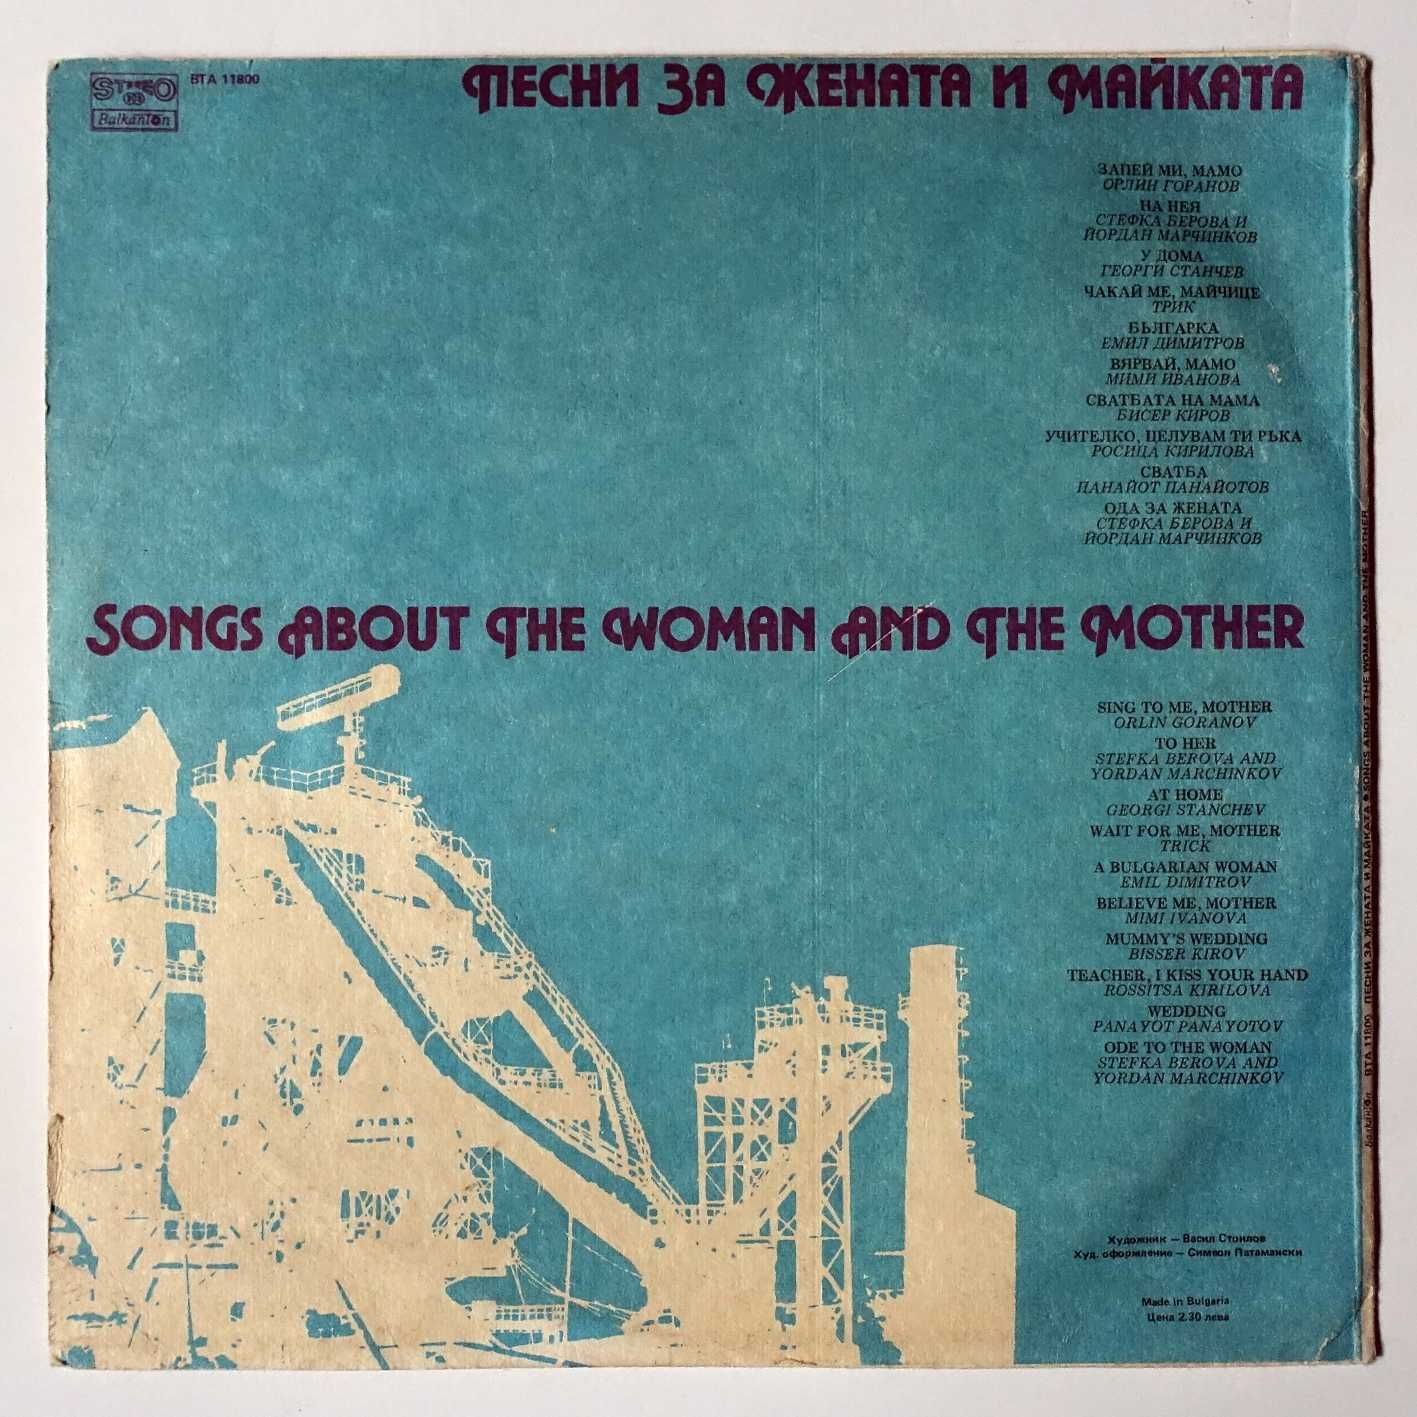 STEREO
Balkanton
ВТА 11800
ПЕСНИ ЗА ЖЕНАТА И МАЙКАТА
ЗАПЕЙ МИ, МАМО
ОРЛИН ГОРАНОВ
НА НЕЯ
СТЕФКА БЕРОВА И
ЙОРДАН МАРЧИНКОВ
У ДОМА
ГЕОРГИ СТАНЧЕВ
ЧАКАЙ МЕ, МАЙЧИЦЕ
ТРИК
БЪЛГАРКА
ЕМИЛ ДИМИТРОВ
ВЯРВАЙ, МАМО
МИМИ ИВАНОВА
СВАТБАТА НА МАМА
БИСЕР КИРОВ
УЧИТЕЛКО, ЦЕЛУВАМ ТИ РЪКА
РОСИЦА КИРИЛОВА
СВАТБА
ПАНАЙОТ ПАНАЙОТОВ
ОДА ЗА ЖЕНАТА
СТЕФКА БЕРОВА И
ЙОРДАН МАРЧИНКОВ
SONGS ABOUT THE WOMAN AND THE MOTHER
SING TO ME, MOTHER
ORLIN GORANOV
TO HER
STEFKA BEROVA AND
YORDAN MARCHINKOV
AT HOME
GEORGI STANCHEV
WAIT FOR ME, MOTHER
TRICK
A BULGARIAN WOMAN
EMIL DIMITROV
BELIEVE ME, MOTHER
MIMI IVANOVA
MUMMY'S WEDDING
BISSER KIROV
TEACHER, I KISS YOUR HAND
ROSSITSA KIRILOVA
WEDDING
PANAYOT PANAYOTOV
ODE TO THE WOMAN
STEFKA BEROVA AND
YORDAN MARCHINKOV
Художник – Васил Стоилов
Худ. оформление – Симеон Патамански
Made in Bulgaria
Цена 2.30 лева
Balkanton ВТА 11800 ПЕСНИ ЗА ЖЕНАТА И МАЙКАТА ● SONGS ABOUT THE WOMAN AND THE MOTHER